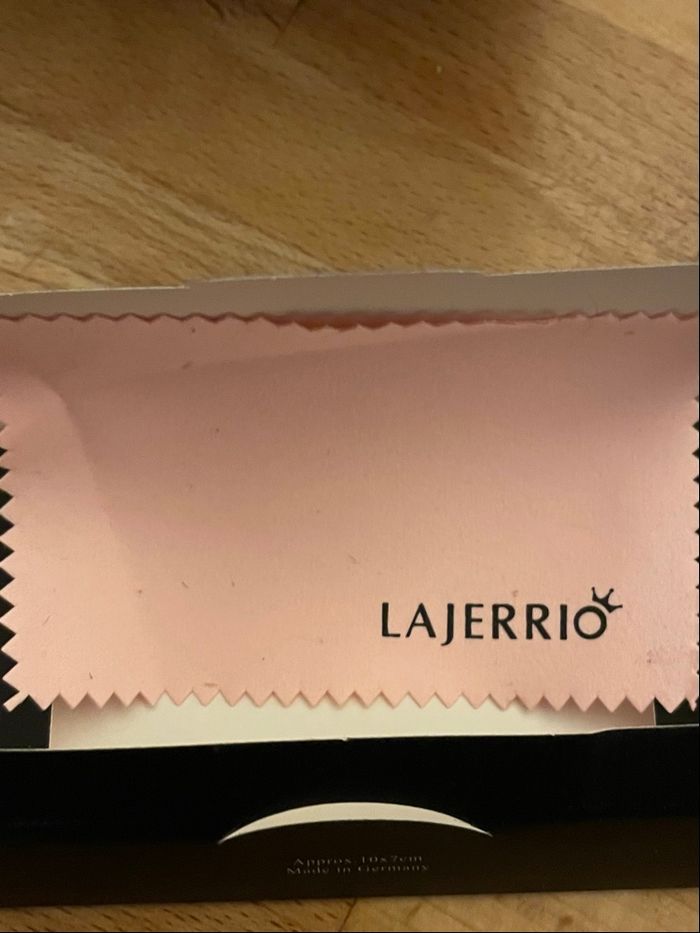 LAJERRIO
Approx.10x7cm
Made in Germany